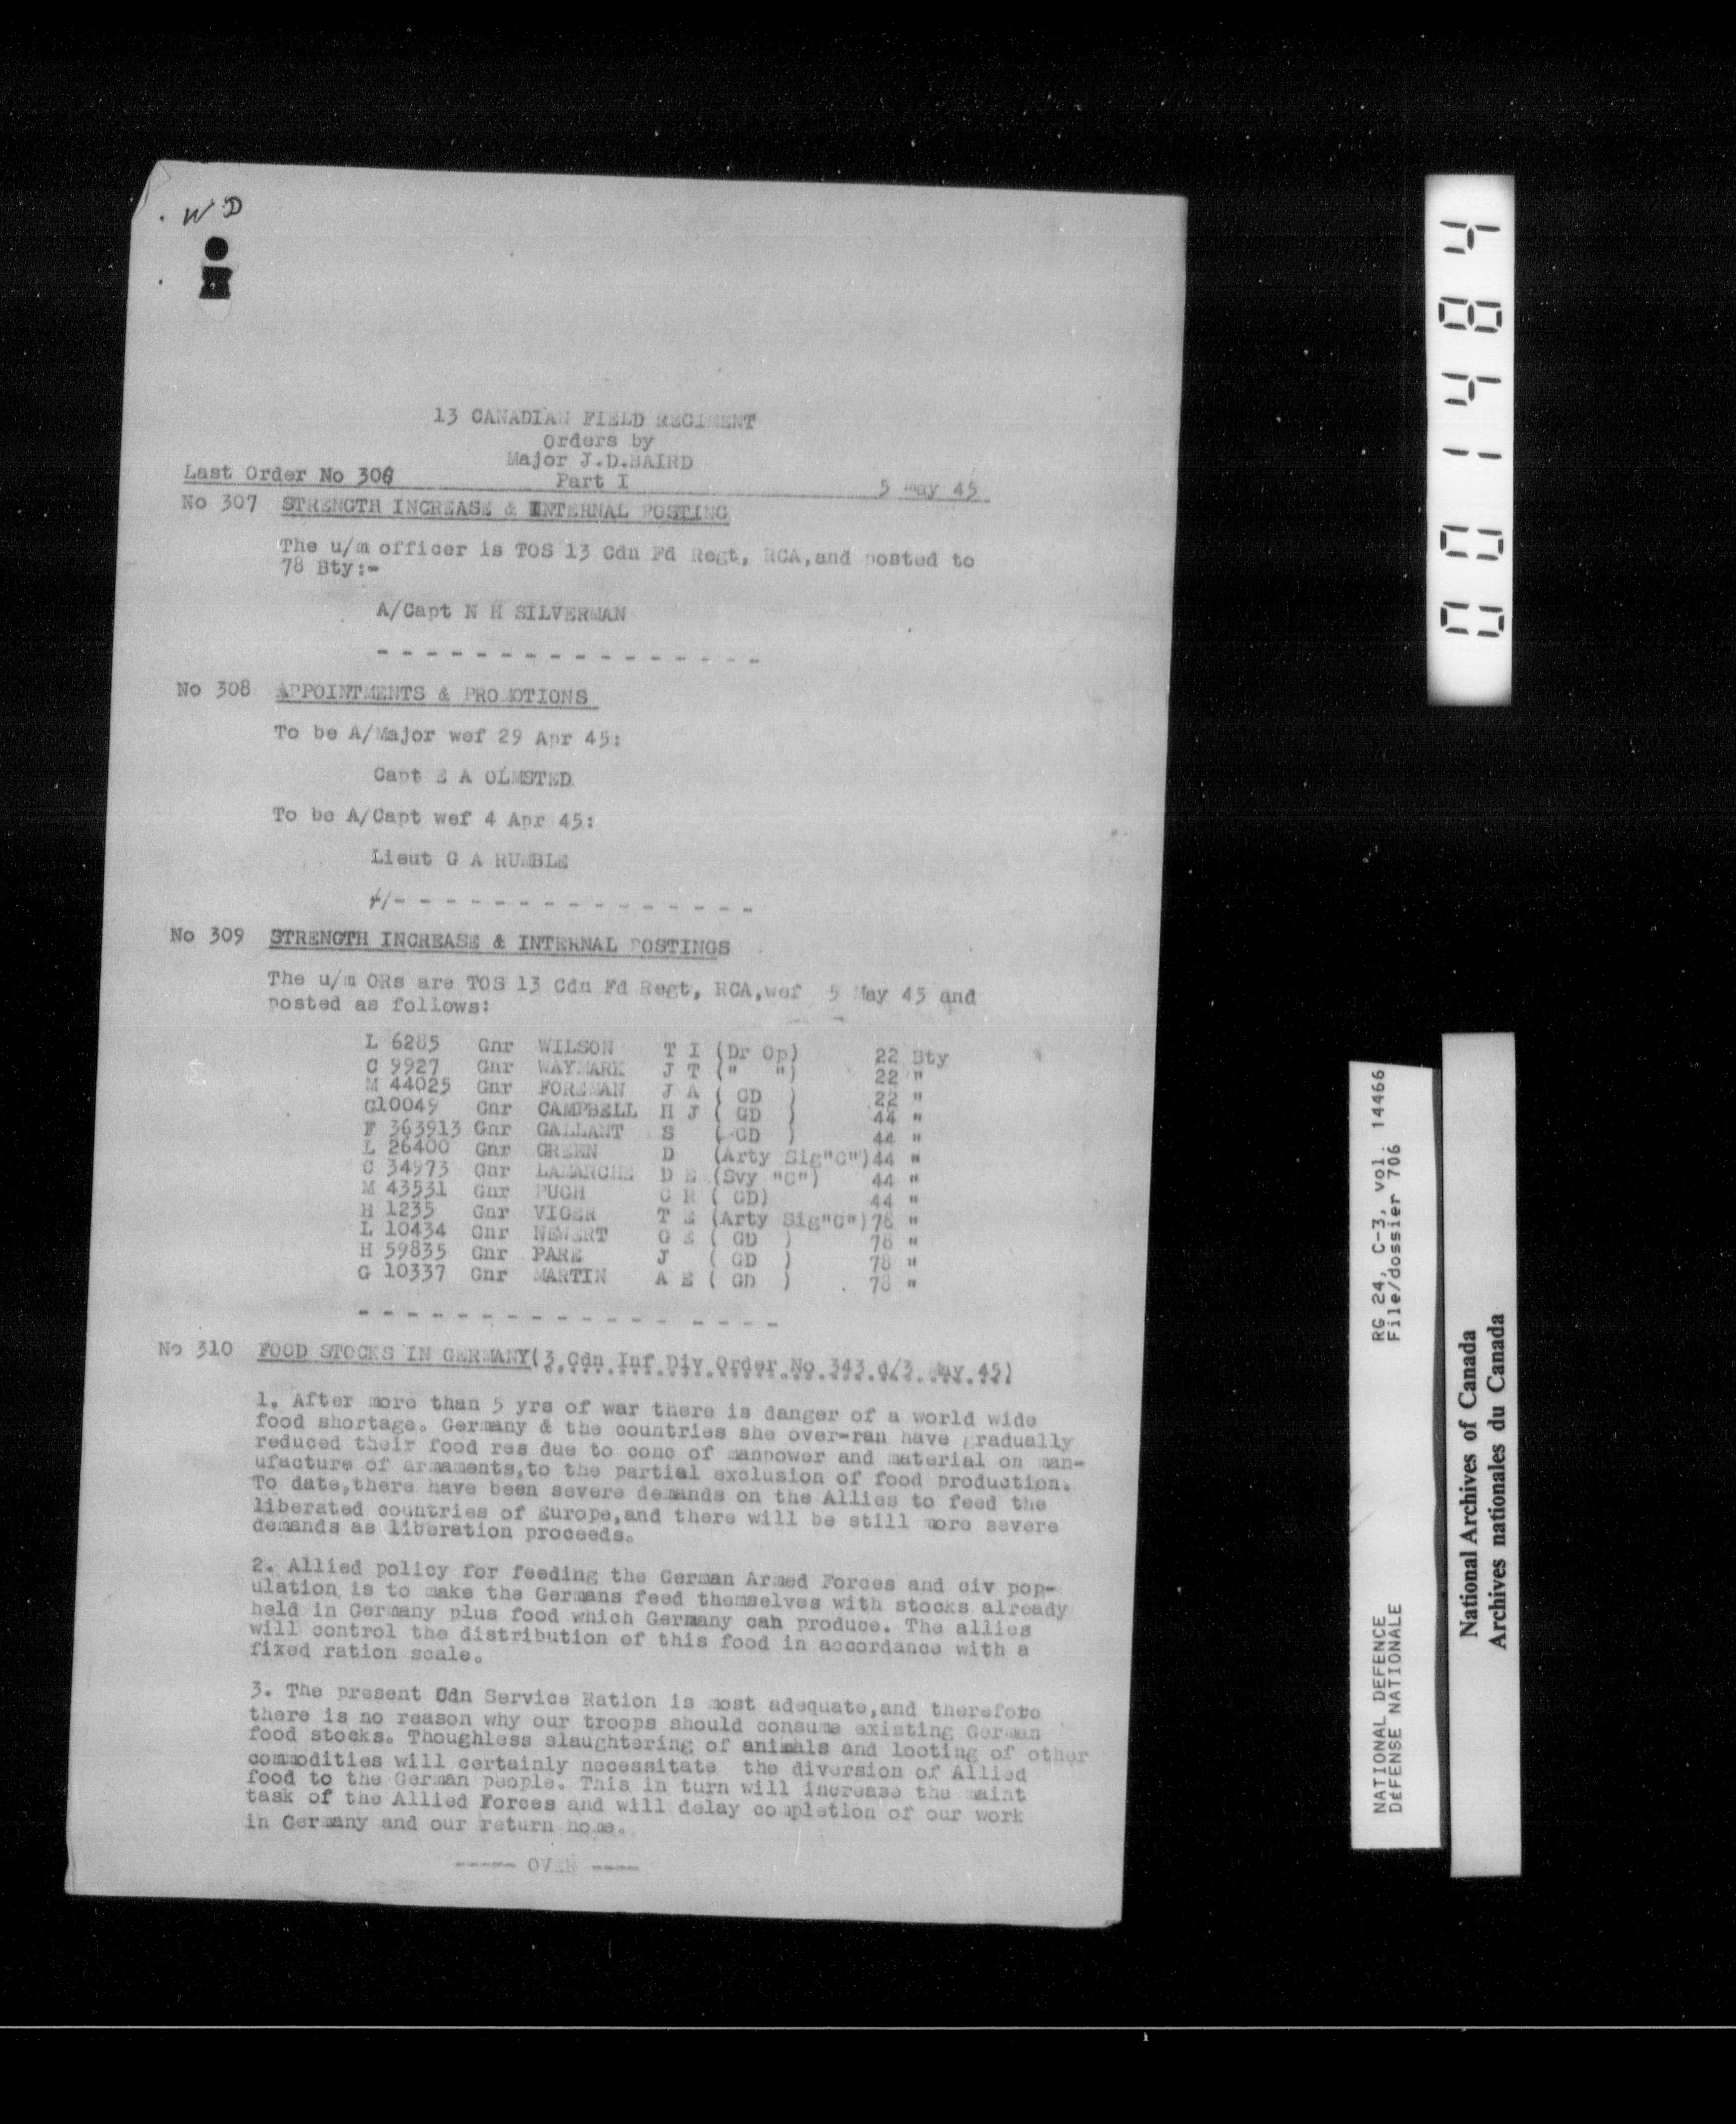 WD
13 CANADIAN FIELD REGIMENT
Orders by
Major J.D.BAIRD
Last Order No 306 Part I 5 May 45
No 307 STRENGTH INCREASE & INTERNAL POSTING
The u/m officer is TOS 13 Cdn Fd Regt, RCA,and posted to
78 Bty:-
A/Capt N H SILVERMAN
- - - - - - - - - - - - - - - -
No 308 APPOINTMENTS & PROMOTIONS
To be A/Major wef 29 Apr 45:
Capt E A OLMSTED
To be A/Capt wef 4 Apr 45:
Lieut G A RUMBLE
- - - - - - - - - - - - - - -
No 309 STRENGTH INCREASE & INTERNAL POSTINGS
The u/m ORs are TOS 13 Cdn Fd Regt, RCA,wef 5 May 45 and
posted as follows:
L 6285 Gnr WILSON T I (Dr Op) 22 Bty
C 9927 Gnr WAYMARK J T (" ") 22 "
M 44025 Gnr FOREMAN J A ( GD ) 22 "
G10049 Gnr CAMPBELL H J ( GD ) 44 "
F 363913 Gnr GALLANT S ( GD ) 44 "
L 26400 Gnr GREEN D (Arty Sig"C")44 "
C 34973 Gnr LAMARCHE D E (Svy "C") 44 "
M 43531 Gnr PUGH C R ( GD) 44 "
H 1235 Gnr VIGER T E (Arty Sig"C")78 "
L 10434 Gnr NEWERT G E ( GD ) 78 "
H 59835 Gnr PARE J ( GD ) 78 "
G 10337 Gnr MARTIN A E ( GD ) 78 "
- - - - - - - - - - - - - - - - -
No 310 FOOD STOCKS IN GERMANY(3 Cdn Inf Div Order No 343 d/3 May 45)
1. After more than 5 yrs of war there is danger of a world wide
food shortage. Germany & the countries she over-ran have gradually
reduced their food res due to conc of manpower and material on man-
ufacture of armaments,to the partial exclusion of food production.
To date,there have been severe demands on the Allies to feed the
liberated countries of Europe,and there will be still more severe
demands as liberation proceeds.
2. Allied policy for feeding the German Armed Forces and civ pop-
ulation is to make the Germans feed themselves with stocks already
held in Germany plus food which Germany can produce. The allies
will control the distribution of this food in accordance with a
fixed ration scale.
3. The present Cdn Service Ration is most adequate,and therefore
there is no reason why our troops should consume existing German
food stocks. Thoughless slaughtering of animals and looting of other
commodities will certainly necessitate the diversion of Allied
food to the German people. This in turn will increase the maint
task of the Allied Forces and will delay completion of our work
in Germany and our return home.
----- OVER ----
001484
RG 24, C-3, vol. 14466
File/dossier 706
NATIONAL DEFENCE
DÉFENSE NATIONALE
National Archives of Canada
Archives nationales du Canada